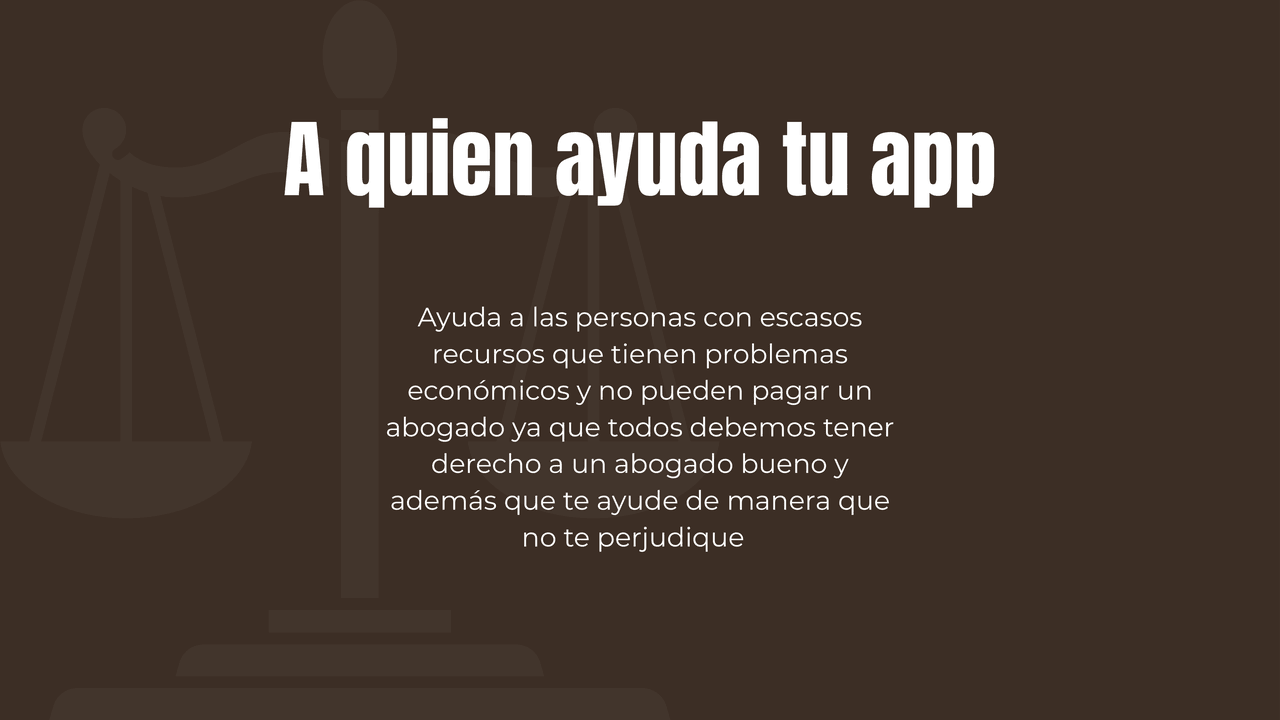 A quien ayuda tu app
Ayuda a las personas con escasos
recursos que tienen problemas
económicos y no pueden pagar un
abogado ya que todos debemos tener
derecho a un abogado bueno y
además que te ayude de manera que
no te perjudique